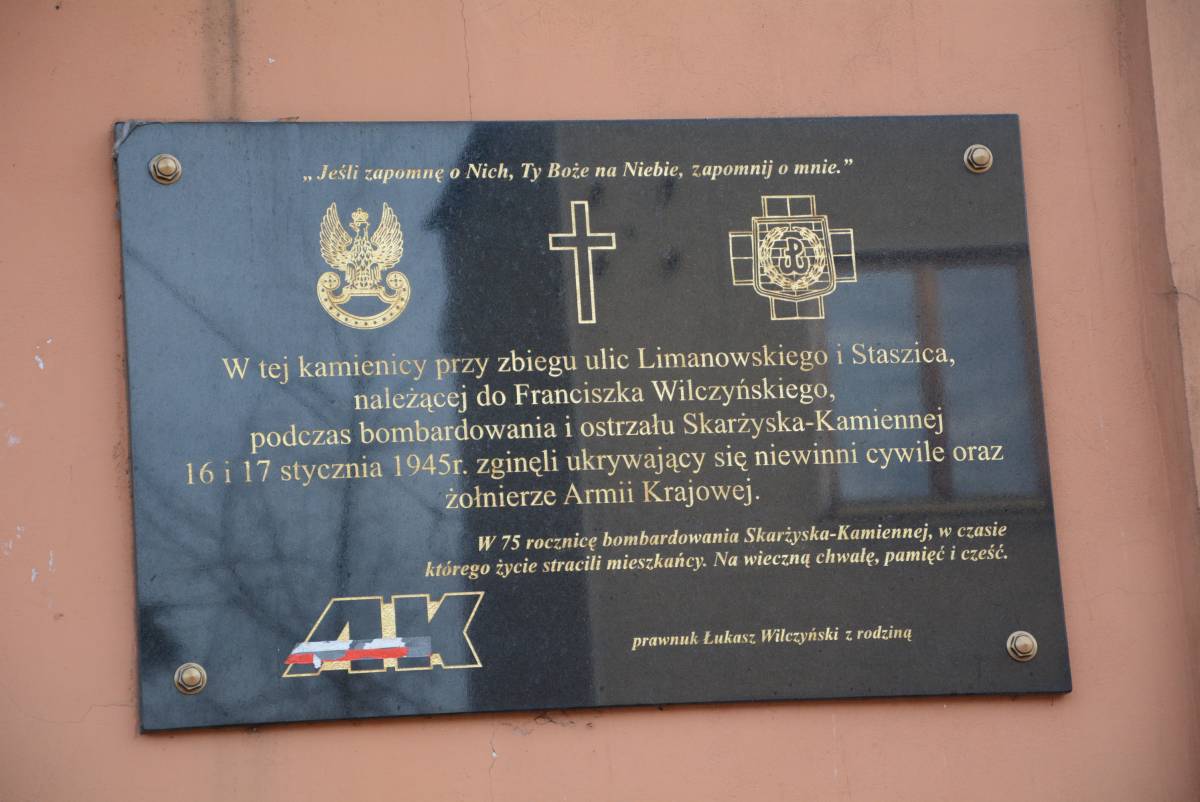 „Jeśli zapomnę o Nich, Ty Boże na Niebie, zapomnij o mnie.”
W tej kamienicy przy zbiegu ulic Limanowskiego i Staszica,
należącej do Franciszka Wilczyńskiego,
podczas bombardowania i ostrzału Skarżyska-Kamiennej
16 i 17 stycznia 1945r. zginęli ukrywający się niewinni cywile oraz
żołnierze Armii Krajowej.
W 75 rocznicę bombardowania Skarżyska-Kamiennej, w czasie
którego życie stracili mieszkańcy. Na wieczną chwałę, pamięć i cześć.
AK
prawnuk Łukasz Wilczyński z rodziną